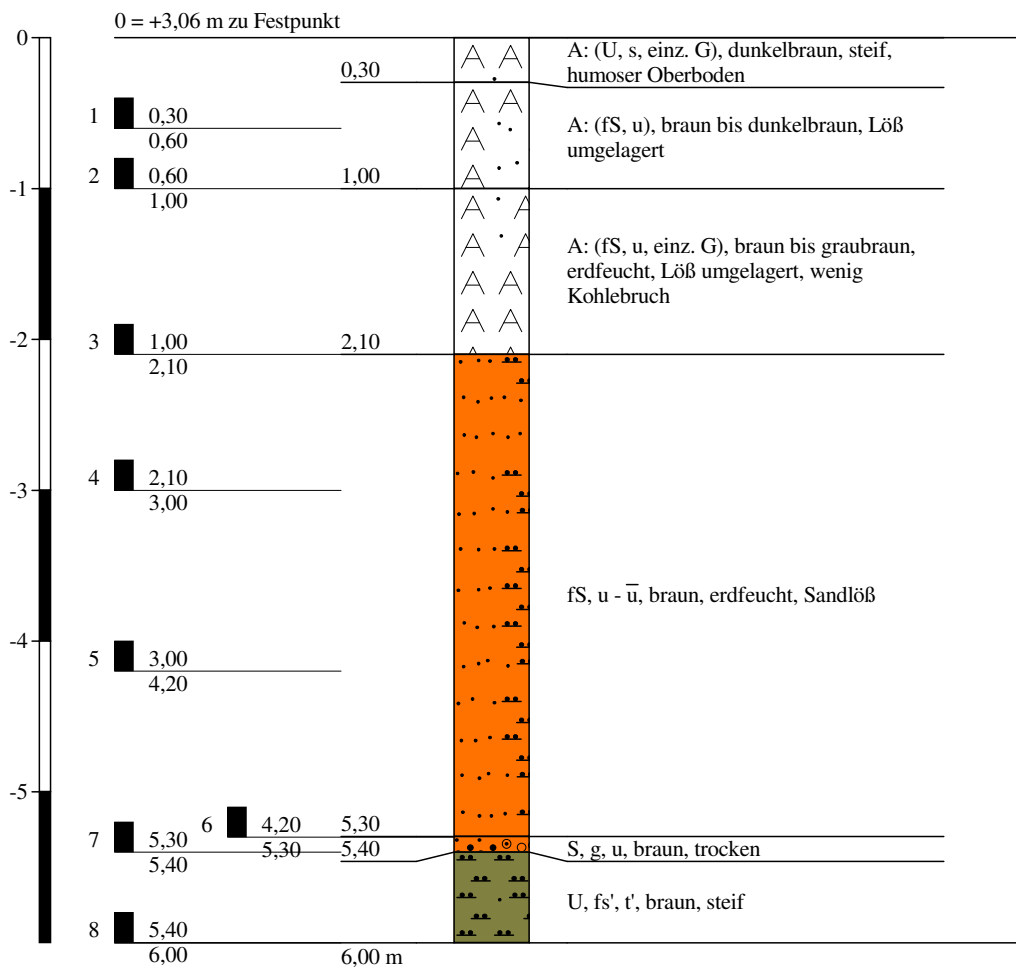 0 = +3,06 m zu Festpunkt
0
A: (U, s, einz. G), dunkelbraun, steif,
humoser Oberboden
0,30
1
0,30
0,60
A: (fS, u), braun bis dunkelbraun, Löß
umgelagert
2
0,60
1,00
1,00
-1
A: (fS, u, einz. G), braun bis graubraun,
erdfeucht, Löß umgelagert, wenig
Kohlebruch
-2
3
1,00
2,10
2,10
4
2,10
3,00
-3
fS, u - u̅, braun, erdfeucht, Sandlöß
-4
5
3,00
4,20
-5
6
4,20
5,30
5,30
7
5,30
5,40
5,40
S, g, u, braun, trocken
U, fs', t', braun, steif
8
5,40
6,00
6,00 m